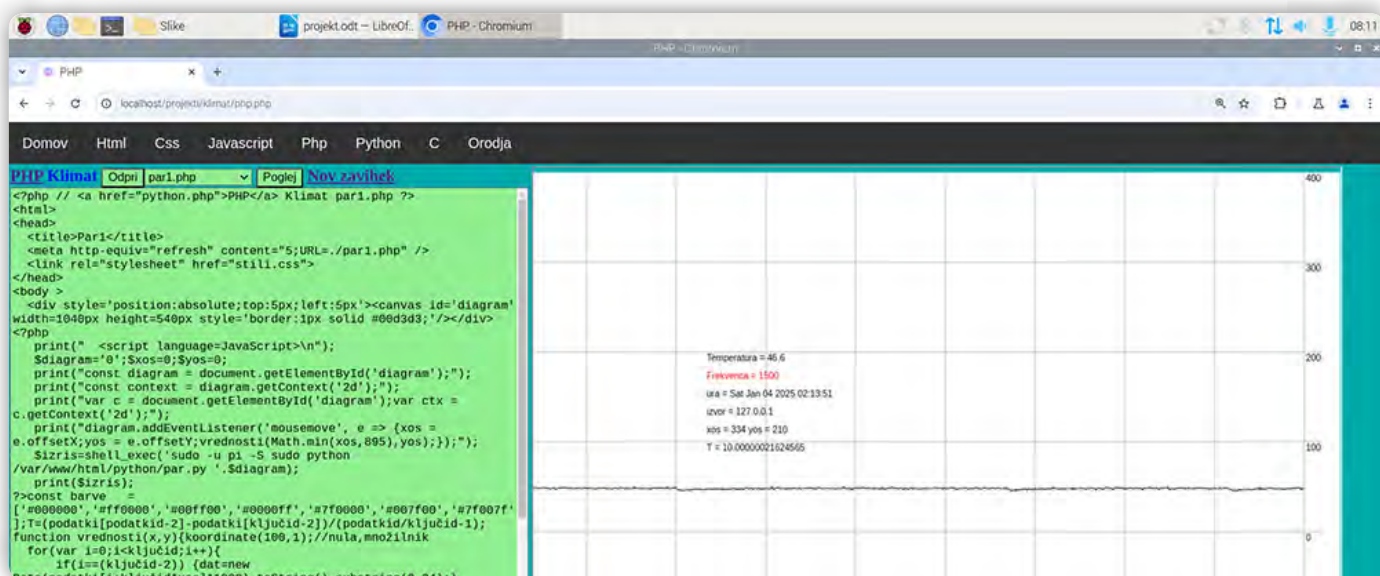 Slike
projekt.odt – LibreOf..
PHP - Chromium
08:11
PHP - Chromium
PHP
localhost/projekti/klimat/php.php
Domov Html Css Javascript Php Python C Orodja
PHP Klimat Odpri par1.php Poglej Nov zavihek
<?php // <a href="python.php">PHP</a> Klimat par1.php ?>
<html>
<head>
<title>Par1</title>
<meta http-equiv="refresh" content="5;URL=./par1.php" />
<link rel="stylesheet" href="stili.css">
</head>
<body >
<div style='position:absolute;top:5px;left:5px'><canvas id='diagram'
width=1040px height=540px style='border:1px solid #00d3d3;'/></div>
<?php
print(" <script language=JavaScript>\n");
$diagram='0';$xos=0;$yos=0;
print("const diagram = document.getElementById('diagram');");
print("const context = diagram.getContext('2d');");
print("var c = document.getElementById('diagram');var ctx =
c.getContext('2d');");
print("diagram.addEventListener('mousemove', e => {xos =
e.offsetX;yos = e.offsetY;vrednosti(Math.min(xos,895),yos);});");
$izris=shell_exec('sudo -u pi -S sudo python
/var/www/html/python/par.py '.$diagram);
print($izris);
?>const barve =
['#000000','#ff0000','#00ff00','#0000ff','#7f0000','#007f00','#7f007f'
];T=(podatki[podatkid-2]-podatki[ključid-2])/(podatkid/ključid-1);
function vrednosti(x,y){koordinate(100,1);//nula,množilnik
for(var i=0;i<ključid;i++){
if(i==(ključid-2)) {dat=new
400
300
200
100
0
Temperatura = 46.6
Frekvenca = 1500
ura = Sat Jan 04 2025 02:13:51
izvor = 127.0.0.1
xos = 334 yos = 210
T = 10.00000021624565